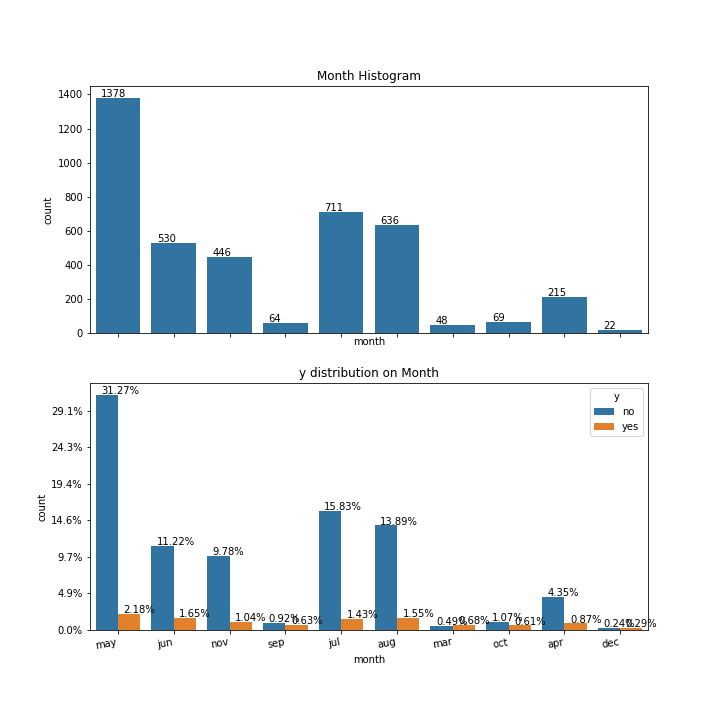 Month Histogram
1400
1200
1000
800
600
400
200
0
count
1378
530
446
64
711
636
48
69
215
22
month
y distribution on Month
29.1%
24.3%
19.4%
14.6%
9.7%
4.9%
0.0%
count
31.27%
11.22%
9.78%
0.92%
15.83%
13.89%
0.49%
1.07%
4.35%
0.24%
2.18%
1.65%
1.04%
0.63%
1.43%
1.55%
0.68%
0.61%
0.87%
0.29%
y
no
yes
may
jun
nov
sep
jul
aug
mar
oct
apr
dec
month